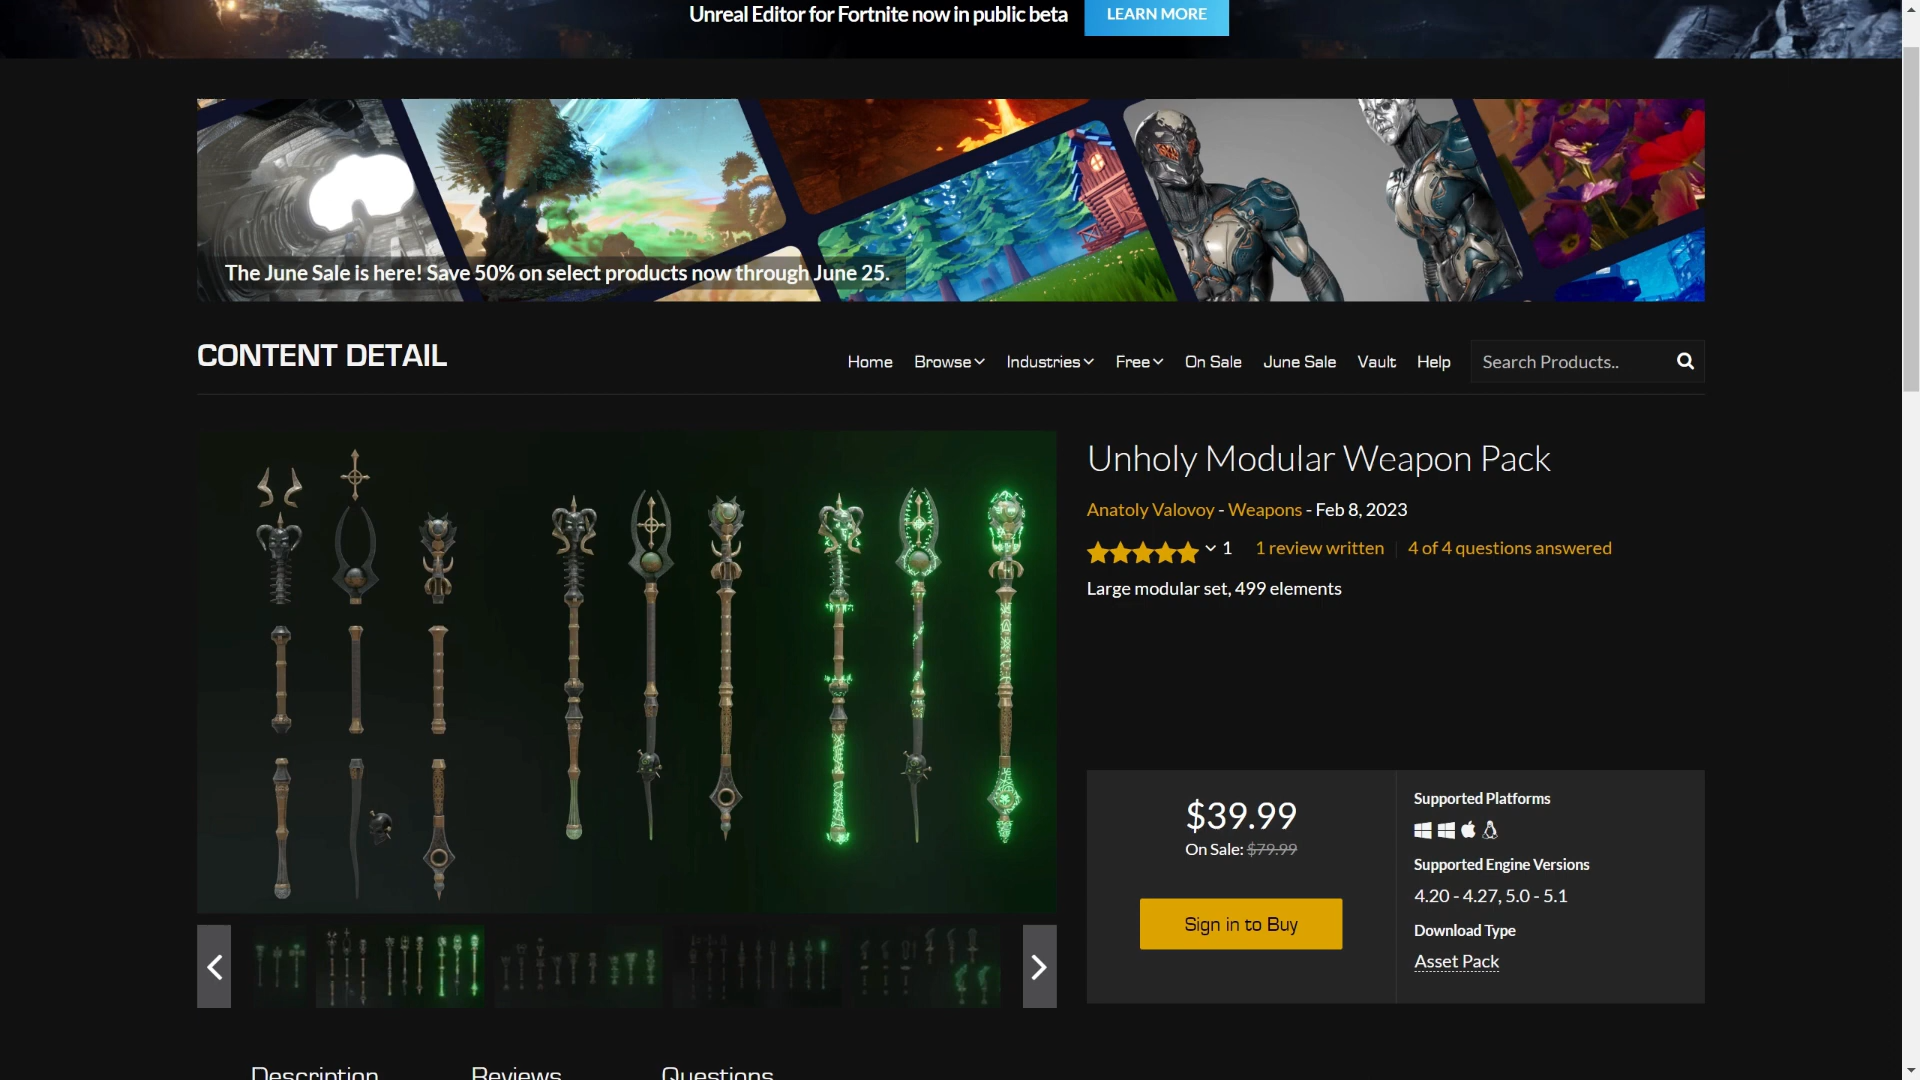 Unreal Editor for Fortnite now in public beta
LEARN MORE
The June Sale is here! Save 50% on select products now through June 25.
CONTENT DETAIL
Home Browse Industries Free On Sale June Sale Vault Help
Search Products..
Unholy Modular Weapon Pack
Anatoly Valovoy - Weapons - Feb 8, 2023
1 1 review written 4 of 4 questions answered
Large modular set, 499 elements
$39.99
On Sale: $79.99
Sign in to Buy
Supported Platforms
Supported Engine Versions
4.20 - 4.27, 5.0 - 5.1
Download Type
Asset Pack
Description Reviews Questions